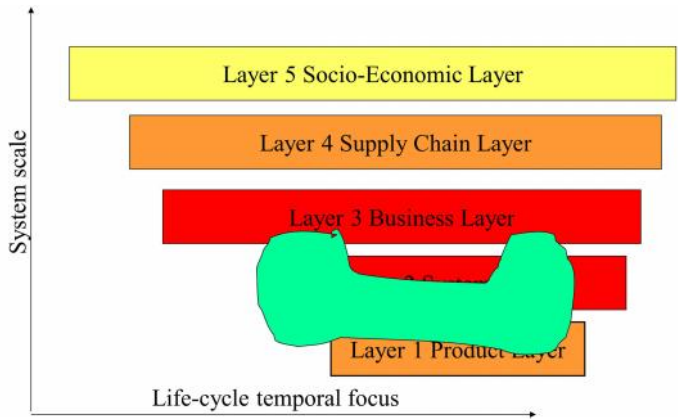 Layer 5 Socio-Economic Layer
Layer 4 Supply Chain Layer
Layer 3 Business Layer
Layer 1 Product Layer
System scale
Life-cycle temporal focus